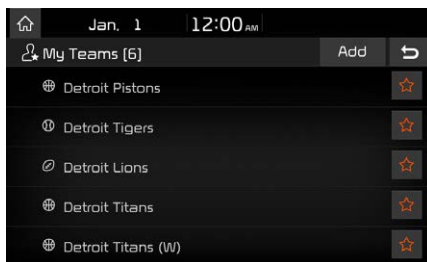 Jan. 1 12:00 AM
My Teams (6) Add
Detroit Pistons
Detroit Tigers
Detroit Lions
Detroit Titans
Detroit Titans (W)